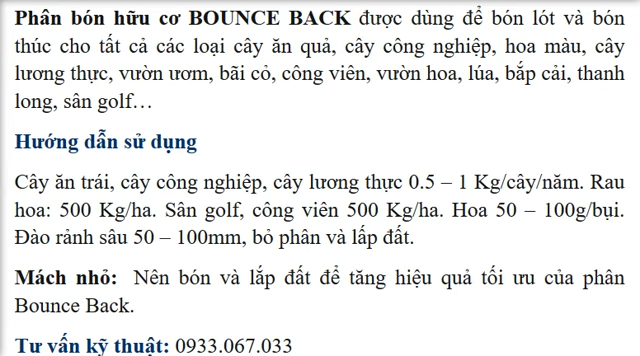 Phân bón hữu cơ BOUNCE BACK được dùng để bón lót và bón
thúc cho tất cả các loại cây ăn quả, cây công nghiệp, hoa màu, cây
lương thực, vườn ươm, bãi cỏ, công viên, vườn hoa, lúa, bắp cải, thanh
long, sân golf…
Hướng dẫn sử dụng
Cây ăn trái, cây công nghiệp, cây lương thực 0.5 – 1 Kg/cây/năm. Rau
hoa: 500 Kg/ha. Sân golf, công viên 500 Kg/ha. Hoa 50 – 100g/bụi.
Đào rảnh sâu 50 – 100mm, bỏ phân và lấp đất.
Mách nhỏ: Nên bón và lắp đất để tăng hiệu quả tối ưu của phân
Bounce Back.
Tư vấn kỹ thuật: 0933.067.033